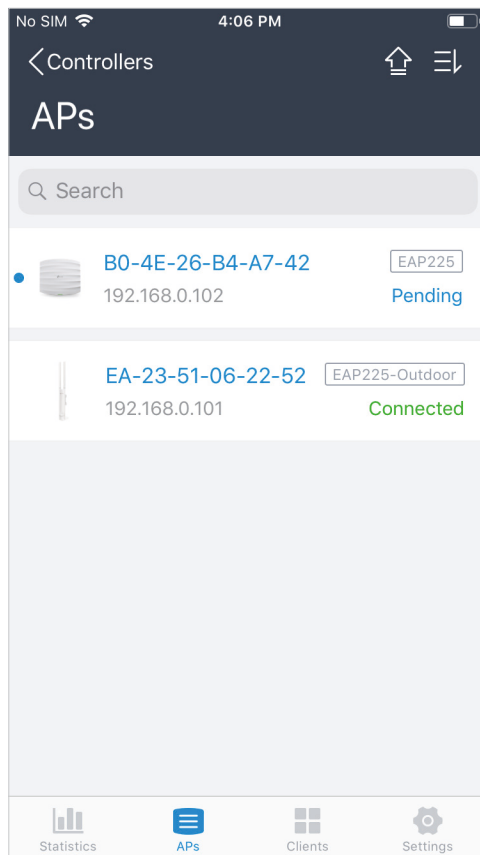 No SIM 4:06 PM
Controllers
APs
Search
B0-4E-26-B4-A7-42 EAP225
192.168.0.102 Pending
EA-23-51-06-22-52 EAP225-Outdoor
192.168.0.101 Connected
Statistics APs Clients Settings